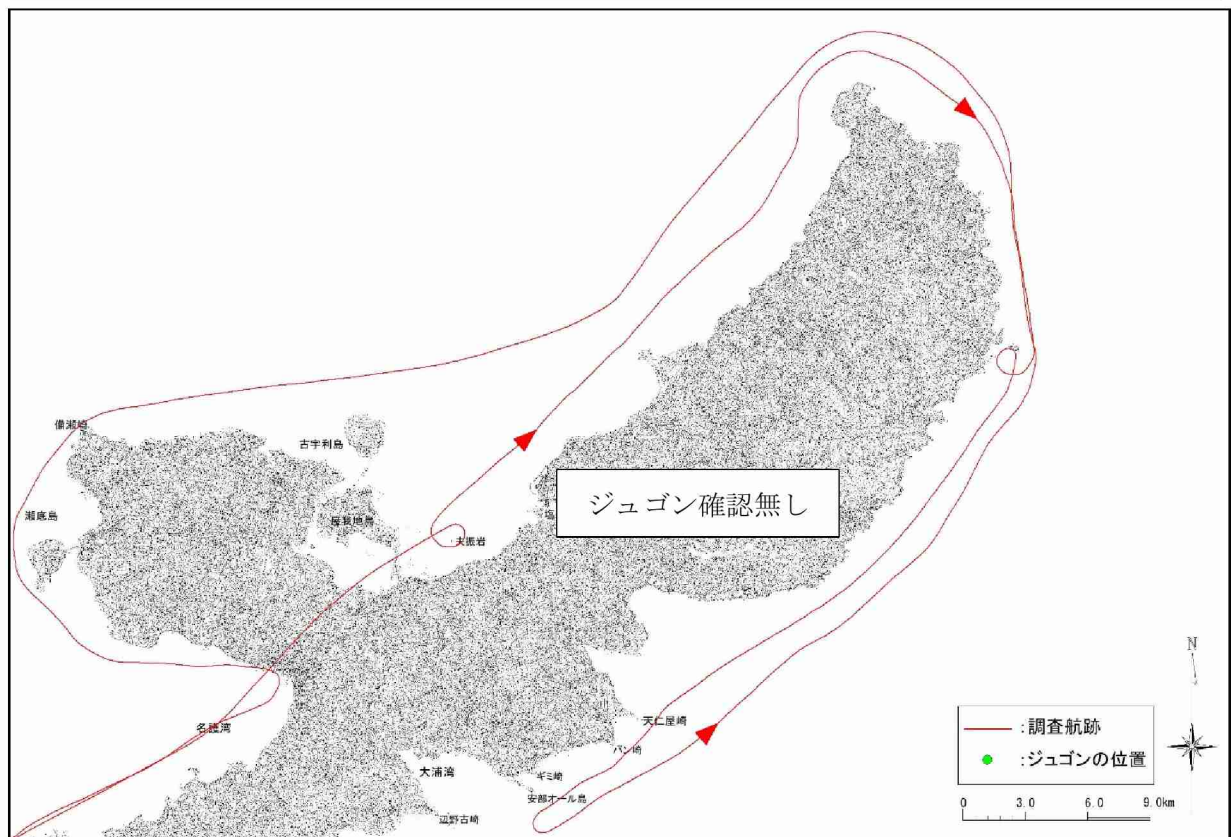 備瀬崎
古宇利島
瀬底島
屋我地島
夫振岩
塩
ジュゴン確認無し
名護湾
天仁屋崎
バン崎
大浦湾
ギミ崎
安部オール島
辺野古崎
N
:調査航跡
:ジュゴンの位置
0 3.0 6.0 9.0km